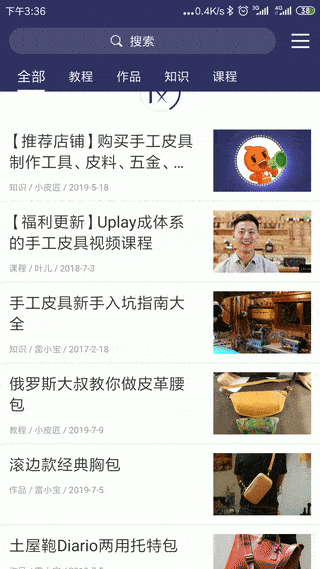 下午3:36
...0.4K/s
3G
4G
38
搜索
全部 教程 作品 知识 课程
【推荐店铺】购买手工皮具
制作工具、皮料、五金、...
知识 / 小皮匠 / 2019-5-18
【福利更新】Uplay成体系
的手工皮具视频课程
课程 / 叶儿 / 2018-7-3
手工皮具新手入坑指南大
全
知识 / 雷小宝 / 2017-2-18
俄罗斯大叔教你做皮革腰
包
教程 / 小皮匠 / 2019-7-9
滚边款经典胸包
作品 / 雷小宝 / 2019-7-5
土屋鞄Diario两用托特包